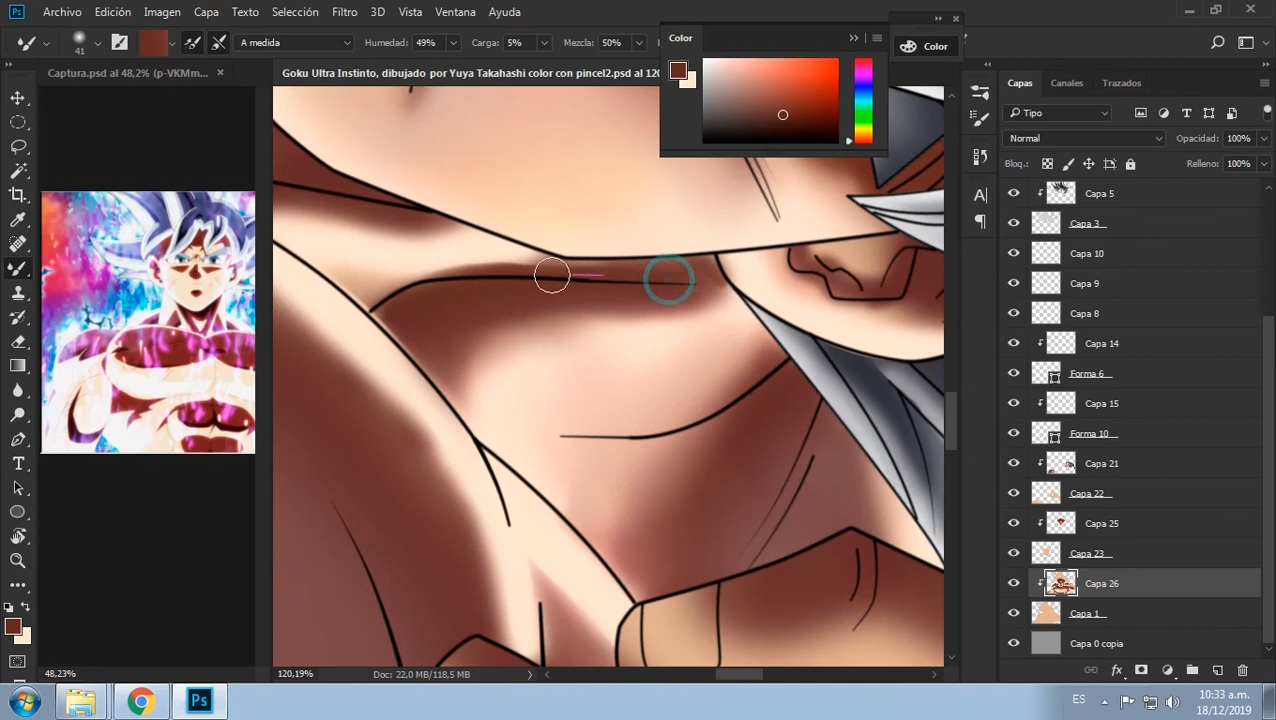 Ps Archivo Edición Imagen Capa Texto Selección Filtro 3D Vista Ventana Ayuda
41 A medida Humedad: 49% Carga: 5% Mezcla: 50%
Color
Color
Captura.psd al 48,2% (p-VKMm...
Goku Ultra Instinto, dibujado por Yuya Takahashi color con pincel2.psd al 120
Capas Canales Trazados
Tipo
Normal Opacidad: 100%
Bloq.: Relleno: 100%
Capa 5
Capa 3
Capa 10
Capa 9
Capa 8
Capa 14
Forma 6
Capa 15
Forma 10
Capa 21
Capa 22
Capa 25
Capa 23
Capa 26
Capa 1
Capa 0 copia
48,23%
120,19% Doc: 22,0 MB/118,5 MB
Ps
ES
10:33 a.m.
18/12/2019